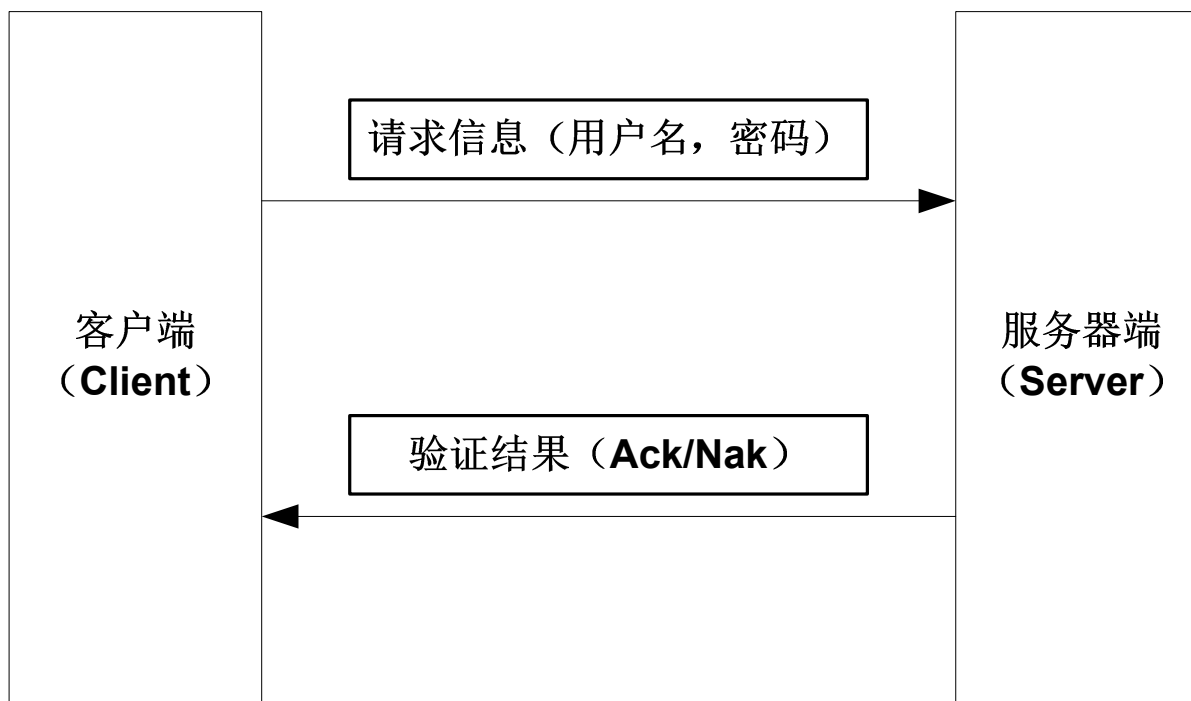 请求信息（用户名，密码）
客户端
（Client）
服务器端
（Server）
验证结果（Ack/Nak）